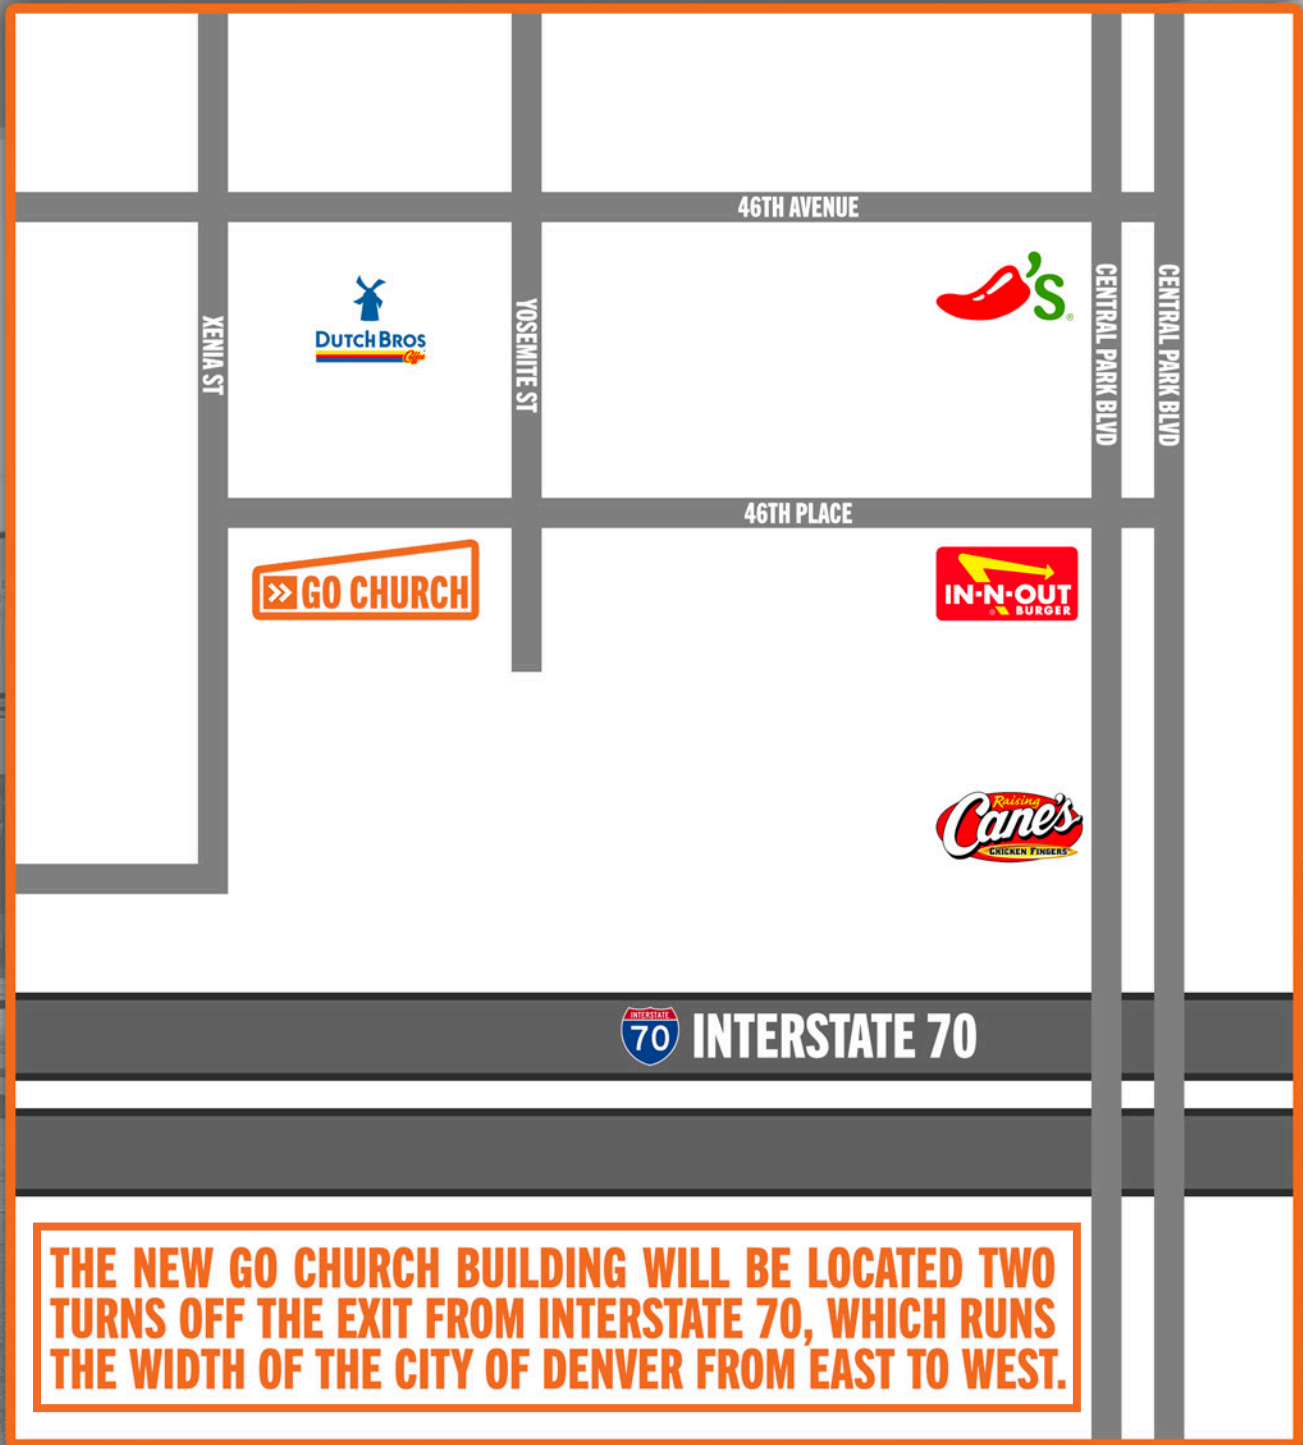 46TH AVENUE
XENIA ST
DUTCH BROS
Coffee
YOSEMITE ST
'S
CENTRAL PARK BLVD
CENTRAL PARK BLVD
46TH PLACE
GO CHURCH
IN-N-OUT
BURGER
Raising
Cane's
CHICKEN FINGERS
INTERSTATE
70
INTERSTATE 70
THE NEW GO CHURCH BUILDING WILL BE LOCATED TWO
TURNS OFF THE EXIT FROM INTERSTATE 70, WHICH RUNS
THE WIDTH OF THE CITY OF DENVER FROM EAST TO WEST.